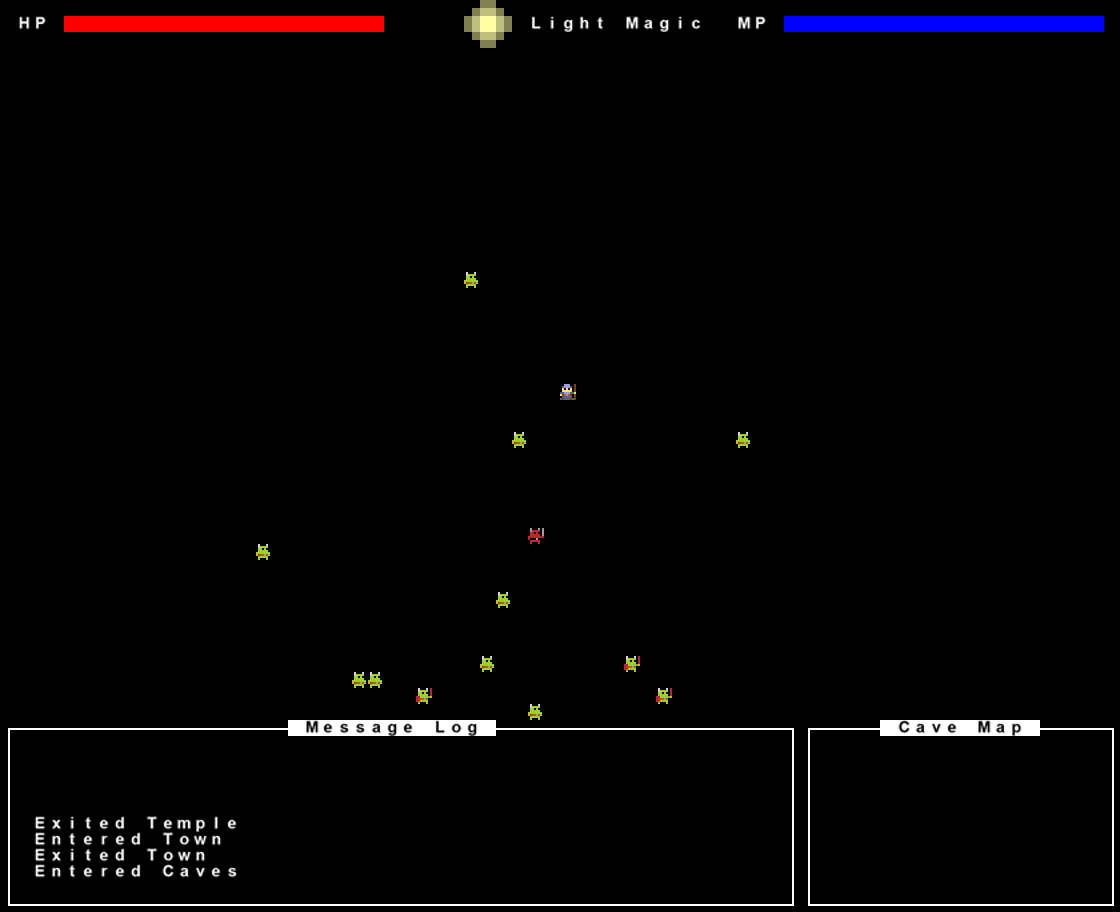 HP
Light Magic
MP
Message Log
Cave Map
Exited Temple
Entered Town
Exited Town
Entered Caves